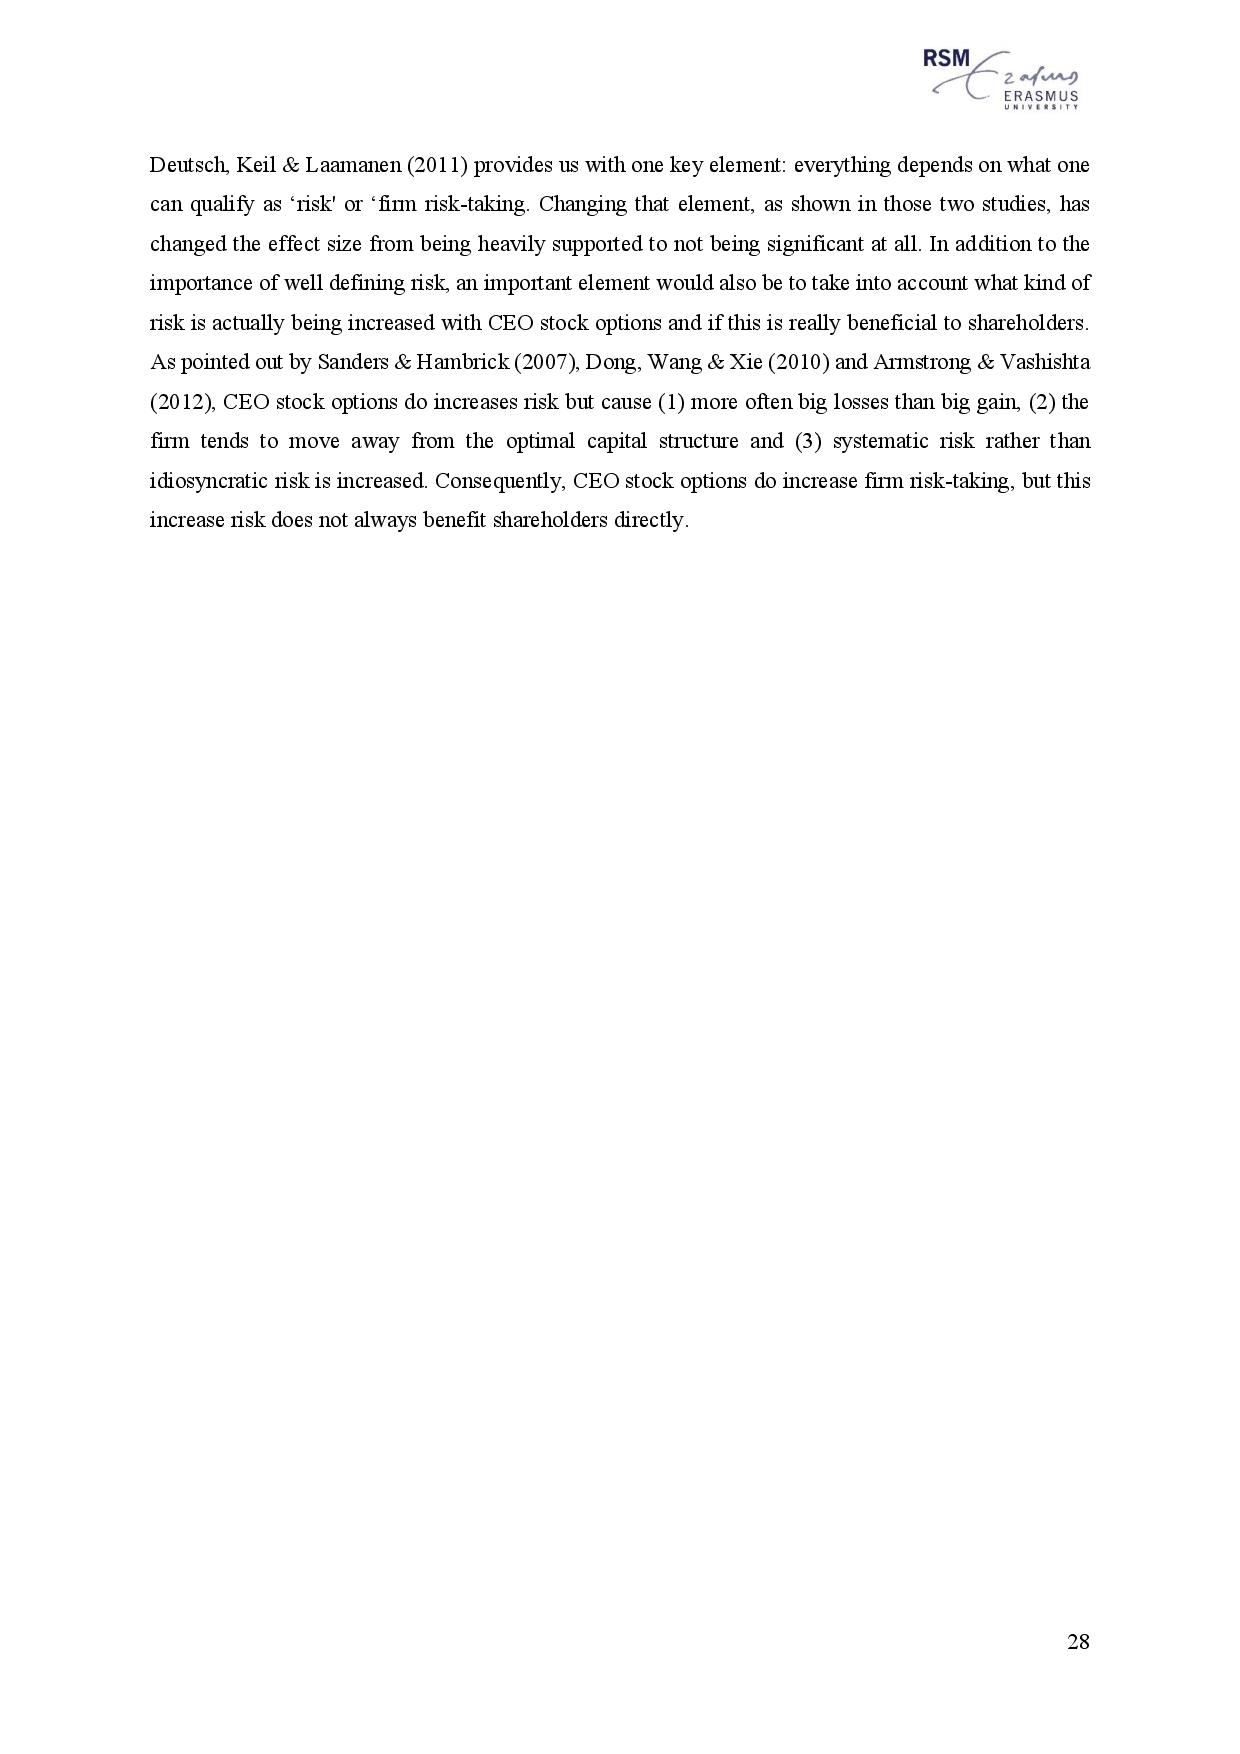 RSM
Erasmus
ERASMUS
UNIVERSITY
Deutsch, Keil & Laamanen (2011) provides us with one key element: everything depends on what one
can qualify as ‘risk' or ‘firm risk-taking. Changing that element, as shown in those two studies, has
changed the effect size from being heavily supported to not being significant at all. In addition to the
importance of well defining risk, an important element would also be to take into account what kind of
risk is actually being increased with CEO stock options and if this is really beneficial to shareholders.
As pointed out by Sanders & Hambrick (2007), Dong, Wang & Xie (2010) and Armstrong & Vashishta
(2012), CEO stock options do increases risk but cause (1) more often big losses than big gain, (2) the
firm tends to move away from the optimal capital structure and (3) systematic risk rather than
idiosyncratic risk is increased. Consequently, CEO stock options do increase firm risk-taking, but this
increase risk does not always benefit shareholders directly.
28